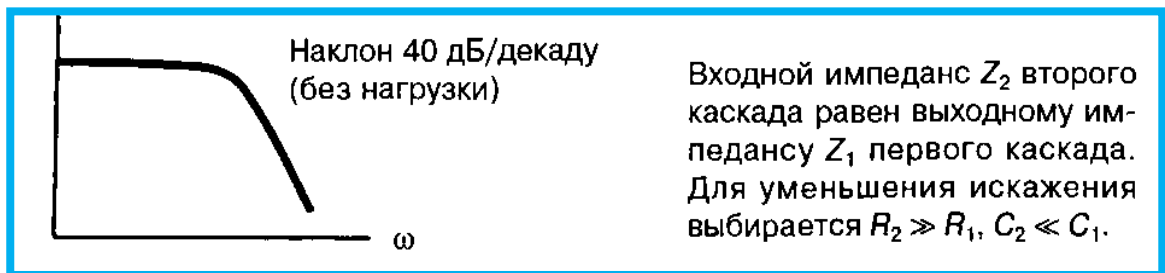 Наклон 40 дБ/декаду
(без нагрузки)
ω
Входной импеданс Z₂ второго
каскада равен выходному им-
педансу Z₁ первого каскада.
Для уменьшения искажения
выбирается R₂ ≫ R₁, C₂ ≪ C₁.